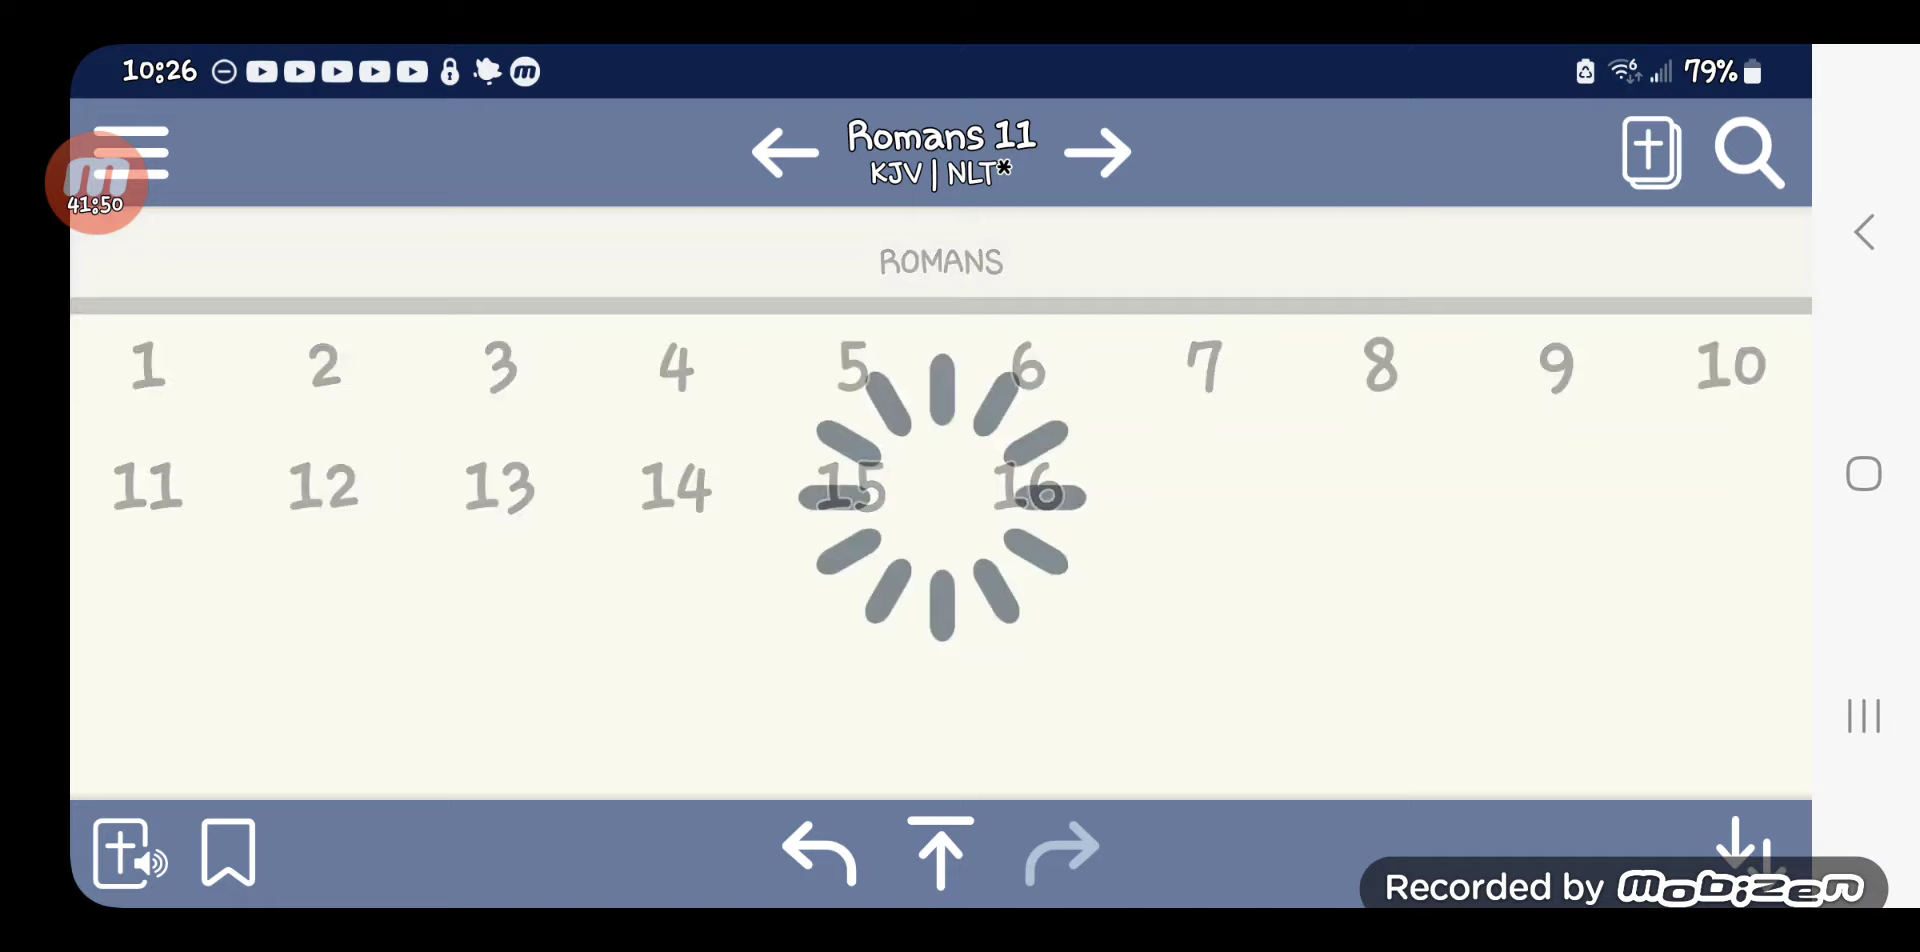 10:26 79%
Romans 11
KJV | NLT*
41:50
ROMANS
1 2 3 4 5 6 7 8 9 10
11 12 13 14 15 16
Recorded by mobizen